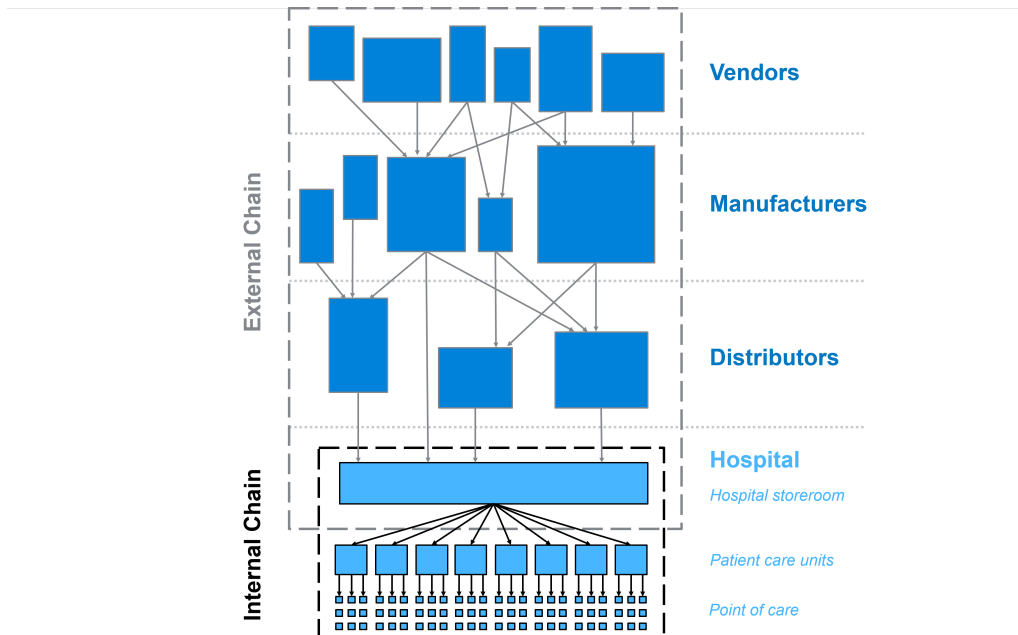 Vendors
External Chain
Manufacturers
Distributors
Internal Chain
Hospital
Hospital storeroom
Patient care units
Point of care